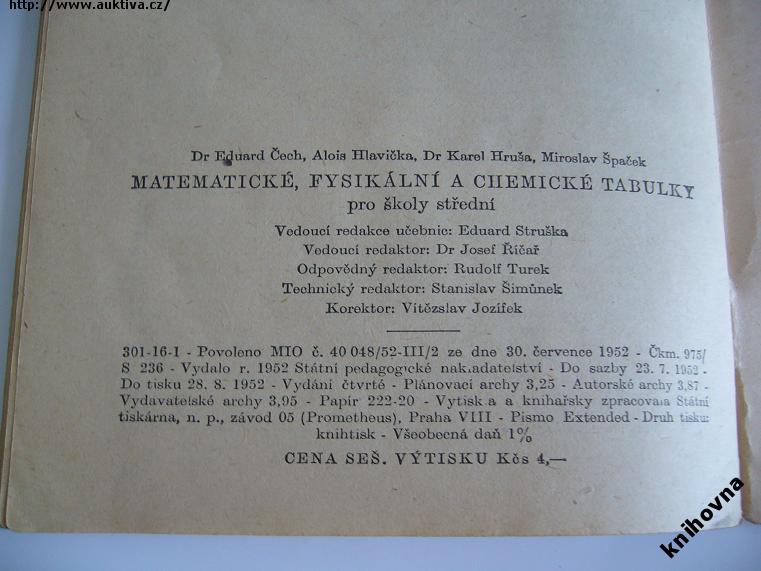 http://www.auktiva.cz/
Dr Eduard Čech, Alois Hlavička, Dr Karel Hruša, Miroslav Špaček
MATEMATICKÉ, FYSIKÁLNÍ A CHEMICKÉ TABULKY
pro školy střední
Vedoucí redakce učebnic: Eduard Struška
Vedoucí redaktor: Dr Josef Říčař
Odpovědný redaktor: Rudolf Turek
Technický redaktor: Stanislav Šimůnek
Korektor: Vítězslav Jozífek
301-16-I - Povoleno MIO č. 40 048/52-III/2 ze dne 30. července 1952 - Čkm. 975/
S 236 - Vydalo r. 1952 Státní pedagogické nakladatelství - Do sazby 23. 7. 1952 -
Do tisku 28. 8. 1952 - Vydání čtvrté - Plánovací archy 3,25 - Autorské archy 3,87 -
Vydavatelské archy 3,95 - Papír 222-20 - Vytiskla a knihařsky zpracovala Státní
tiskárna, n. p., závod 05 (Prometheus), Praha VIII - Pismo Extended - Druh tisku:
knihtisk - Všeobecná daň 1%
CENA SEŠ. VÝTISKU Kčs 4,—
knihovna